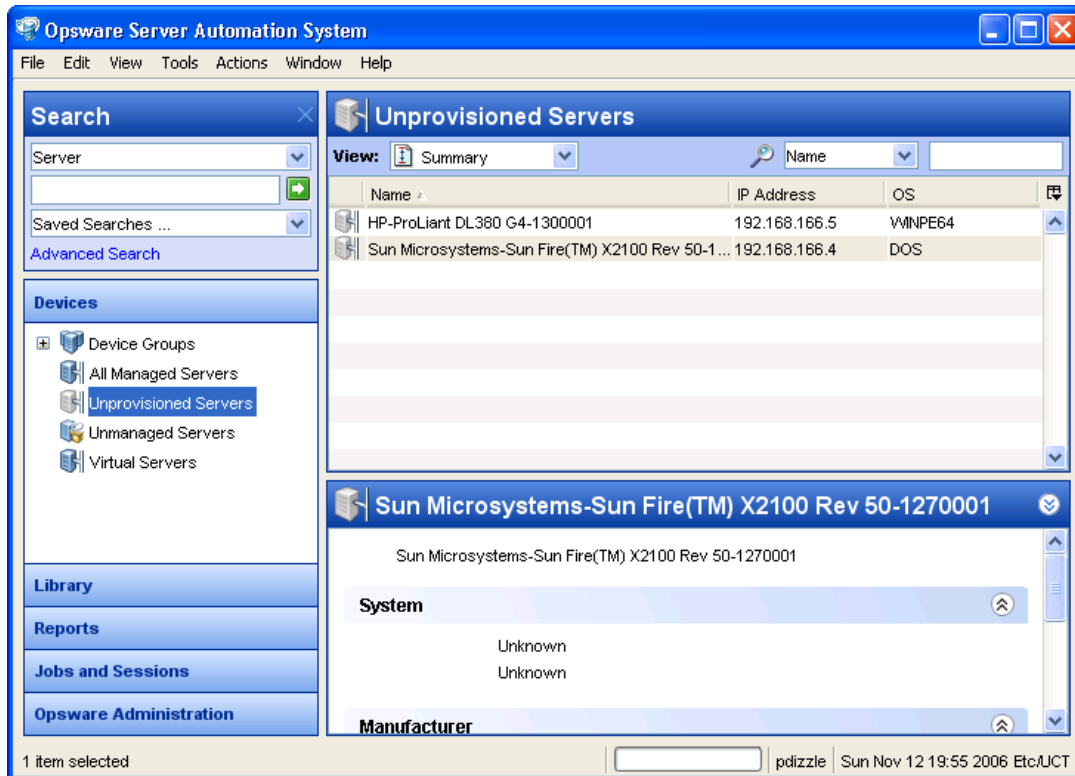 Opsware Server Automation System
File Edit View Tools Actions Window Help
Search
Server
Saved Searches ...
Advanced Search
Devices
Device Groups
All Managed Servers
Unprovisioned Servers
Unmanaged Servers
Virtual Servers
Library
Reports
Jobs and Sessions
Opsware Administration
Unprovisioned Servers
View: Summary Name
Name IP Address OS
HP-ProLiant DL380 G4-1300001 192.168.166.5 WINPE64
Sun Microsystems-Sun Fire(TM) X2100 Rev 50-1... 192.168.166.4 DOS
Sun Microsystems-Sun Fire(TM) X2100 Rev 50-1270001
Sun Microsystems-Sun Fire(TM) X2100 Rev 50-1270001
System
Unknown
Unknown
Manufacturer
1 item selected pdizzle Sun Nov 12 19:55 2006 Etc/UCT